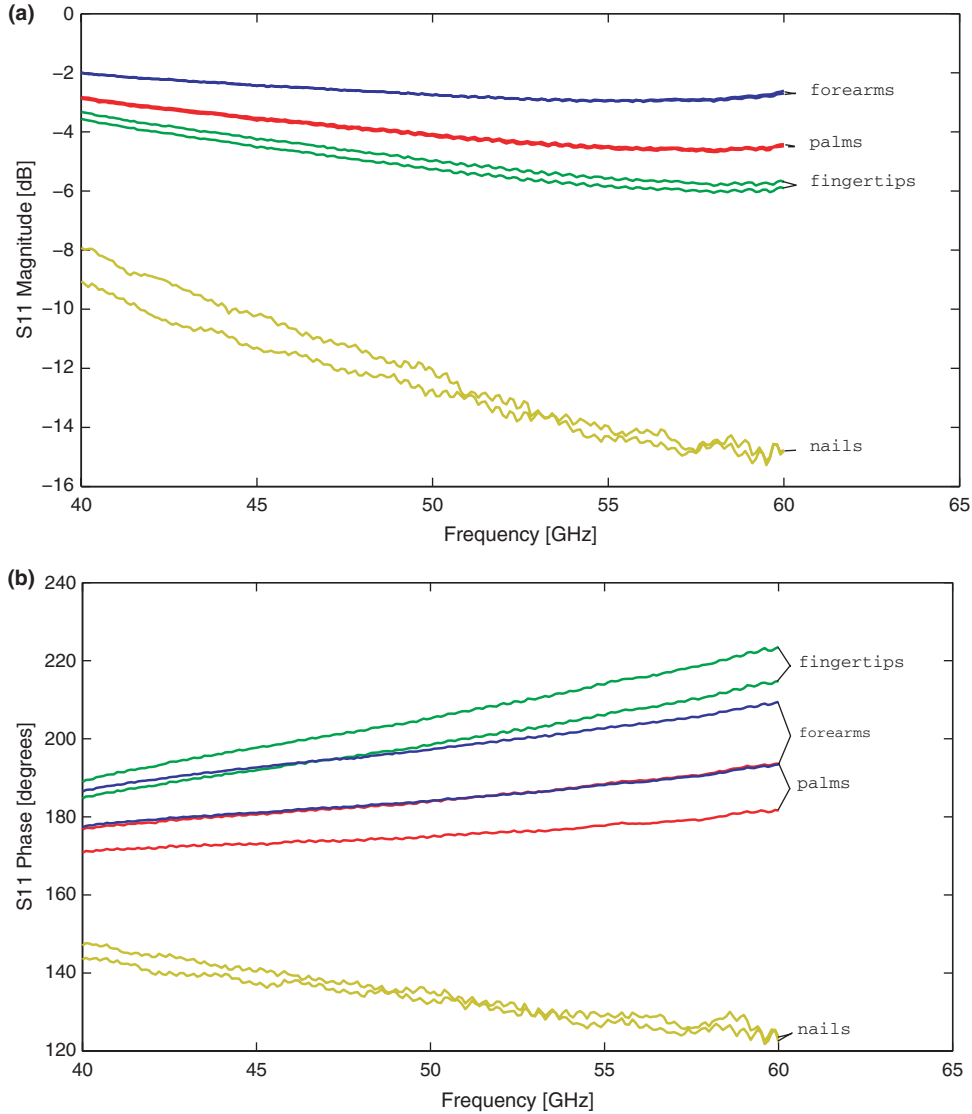 (a)
0
−2
−4
−6
−8
−10
−12
−14
−16
S11 Magnitude [dB]
forearms
palms
fingertips
nails
40
45
50
55
60
65
Frequency [GHz]
(b)
240
220
200
180
160
140
120
S11 Phase [degrees]
fingertips
forearms
palms
nails
40
45
50
55
60
65
Frequency [GHz]